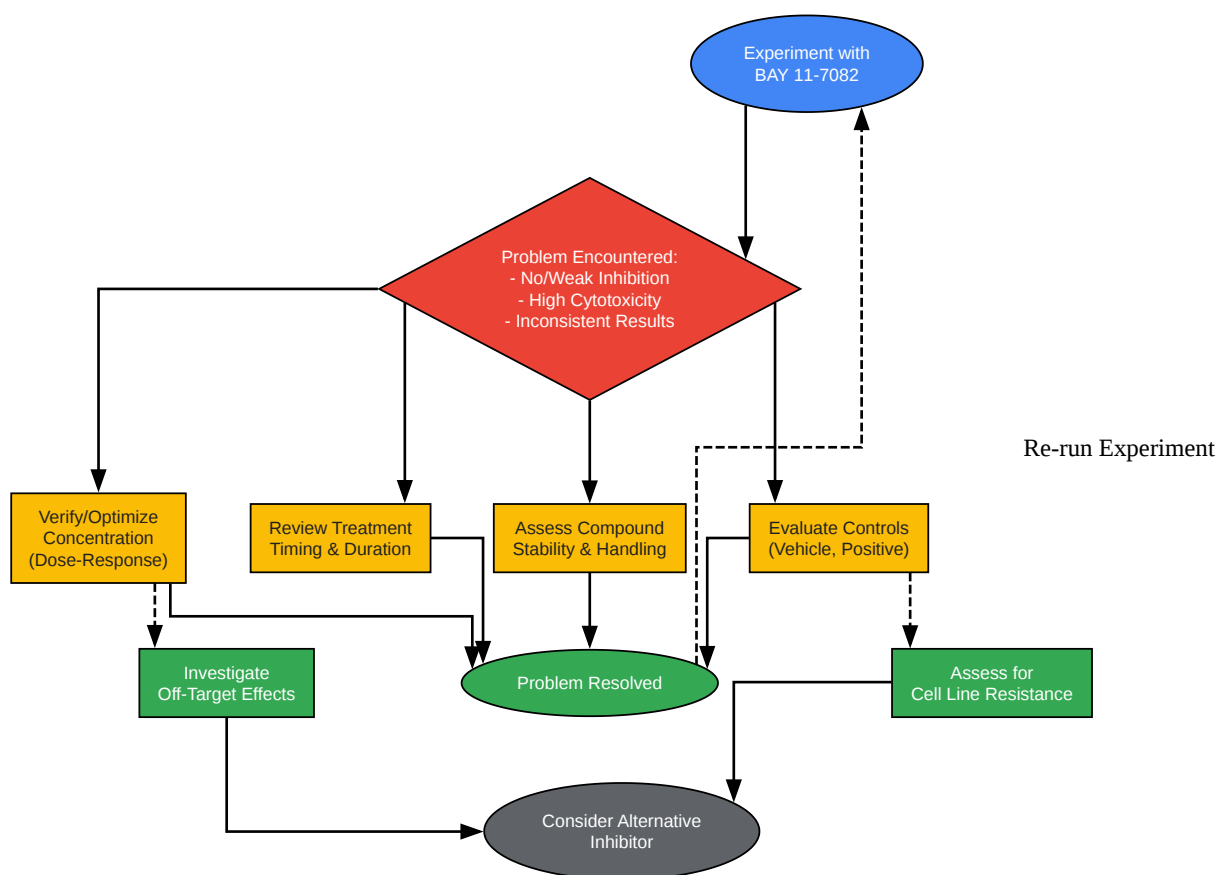 Experiment with
BAY 11-7082
Problem Encountered:
- No/Weak Inhibition
- High Cytotoxicity
- Inconsistent Results
Re-run Experiment
Verify/Optimize
Concentration
(Dose-Response)
Review Treatment
Timing & Duration
Assess Compound
Stability & Handling
Evaluate Controls
(Vehicle, Positive)
Investigate
Off-Target Effects
Problem Resolved
Assess for
Cell Line Resistance
Consider Alternative
Inhibitor